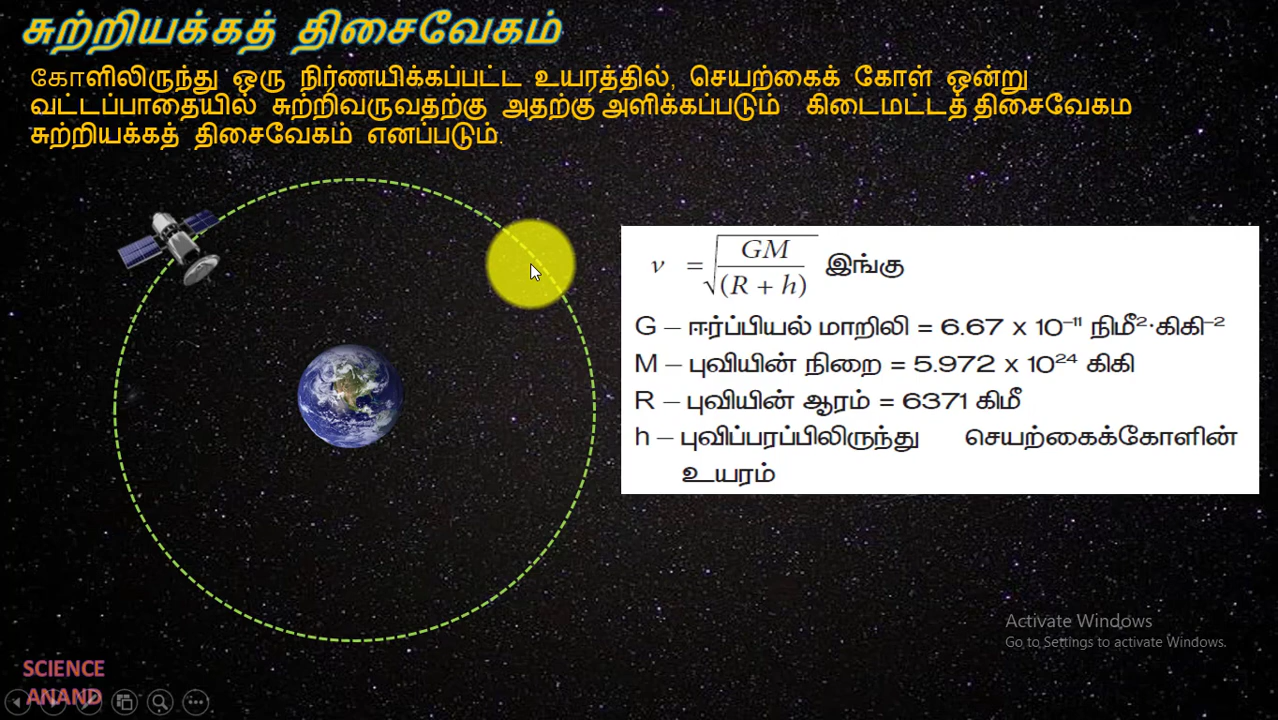 சுற்றியக்கத் திசைவேகம்
கோளிலிருந்து ஒரு நிர்ணயிக்கப்பட்ட உயரத்தில், செயற்கைக் கோள் ஒன்று
வட்டப்பாதையில் சுற்றிவருவதற்கு அதற்கு அளிக்கப்படும் கிடைமட்டத் திசைவேகம
சுற்றியக்கத் திசைவேகம் எனப்படும்.
v = √(GM/(R + h)) இங்கு
G – ஈர்ப்பியல் மாறிலி = 6.67 x 10⁻¹¹ நிமீ²·கிகி⁻²
M – புவியின் நிறை = 5.972 x 10²⁴ கிகி
R – புவியின் ஆரம் = 6371 கிமீ
h – புவிப்பரப்பிலிருந்து செயற்கைக்கோளின்
உயரம்
Activate Windows
Go to Settings to activate Windows.
SCIENCE
ANAND